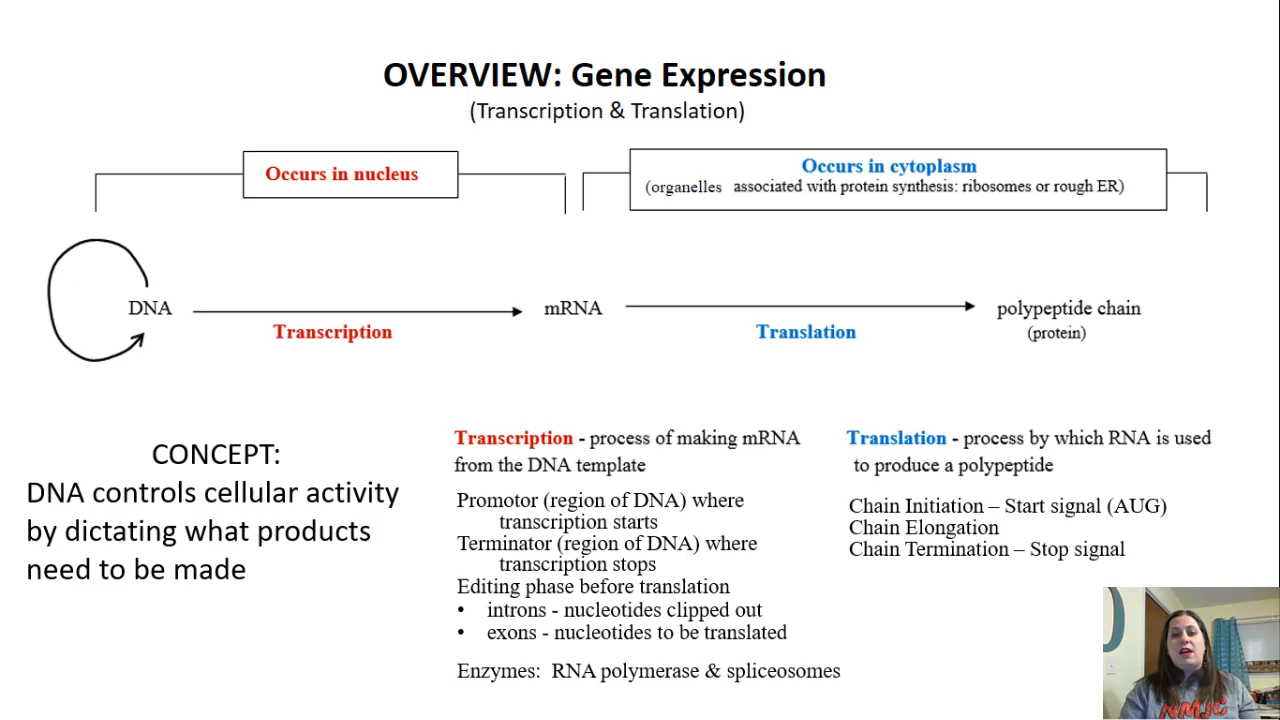 OVERVIEW: Gene Expression
(Transcription & Translation)
Occurs in nucleus
Occurs in cytoplasm
(organelles associated with protein synthesis: ribosomes or rough ER)
DNA
Transcription
mRNA
Translation
polypeptide chain
(protein)
CONCEPT:
DNA controls cellular activity
by dictating what products
need to be made
Transcription - process of making mRNA
from the DNA template
Promotor (region of DNA) where
transcription starts
Terminator (region of DNA) where
transcription stops
Editing phase before translation
• introns - nucleotides clipped out
• exons - nucleotides to be translated
Enzymes: RNA polymerase & spliceosomes
Translation - process by which RNA is used
to produce a polypeptide
Chain Initiation – Start signal (AUG)
Chain Elongation
Chain Termination – Stop signal
NMJC